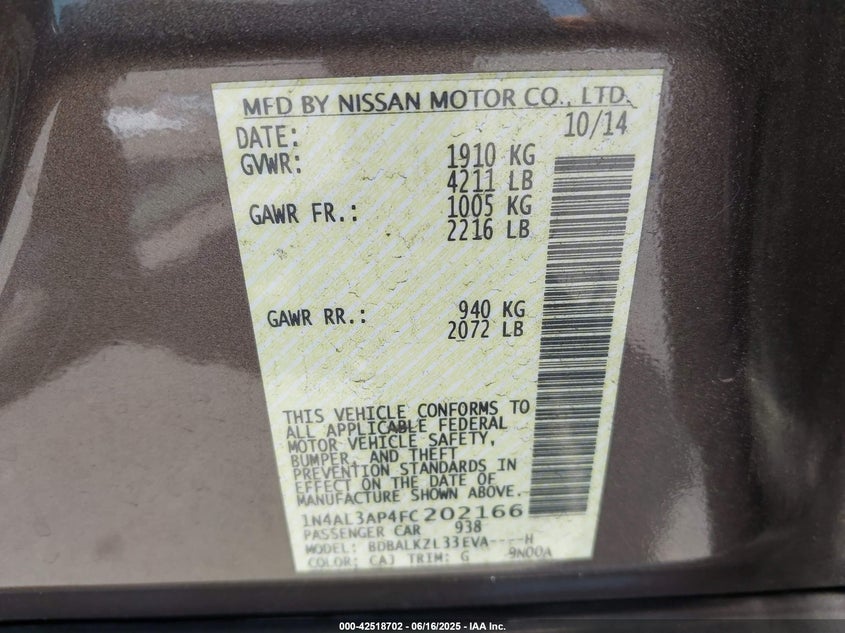 MFD BY NISSAN MOTOR CO., LTD.
DATE: 10/14
GVWR: 1910 KG
4211 LB
GAWR FR.: 1005 KG
2216 LB
GAWR RR.: 940 KG
2072 LB
THIS VEHICLE CONFORMS TO
ALL APPLICABLE FEDERAL
MOTOR VEHICLE SAFETY,
BUMPER, AND THEFT
PREVENTION STANDARDS IN
EFFECT ON THE DATE OF
MANUFACTURE SHOWN ABOVE.
1N4AL3AP4FC202166
PASSENGER CAR 938
MODEL: BDBALKZL33EVA----H
COLOR: CAJ TRIM: G 9N00A
000-42518702 - 06/16/2025 - IAA Inc.